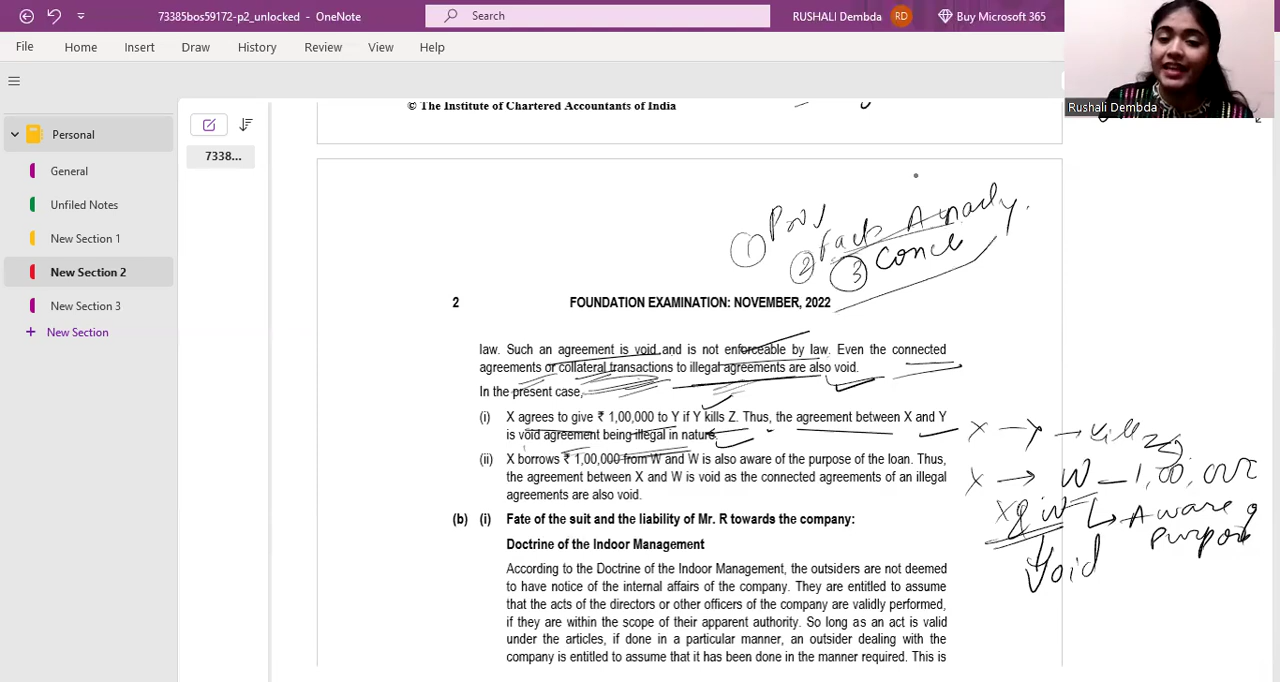 73385bos59172-p2_unlocked - OneNote
Search
RUSHALI Dembda
RD
Buy Microsoft 365
File
Home
Insert
Draw
History
Review
View
Help
Rushali Dembda
Personal
General
Unfiled Notes
New Section 1
New Section 2
New Section 3
+ New Section
7338...
© The Institute of Chartered Accountants of India
① Prov
② Facts Analy.
③ Concl
2
FOUNDATION EXAMINATION: NOVEMBER, 2022
law. Such an agreement is void and is not enforceable by law. Even the connected
agreements or collateral transactions to illegal agreements are also void.
In the present case,
(i) X agrees to give ₹ 1,00,000 to Y if Y kills Z. Thus, the agreement between X and Y
is void agreement being illegal in nature.
(ii) X borrows ₹ 1,00,000 from W and W is also aware of the purpose of the loan. Thus,
the agreement between X and W is void as the connected agreements of an illegal
agreements are also void.
(b) (i) Fate of the suit and the liability of Mr. R towards the company:
Doctrine of the Indoor Management
According to the Doctrine of the Indoor Management, the outsiders are not deemed
to have notice of the internal affairs of the company. They are entitled to assume
that the acts of the directors or other officers of the company are validly performed,
if they are within the scope of their apparent authority. So long as an act is valid
under the articles, if done in a particular manner, an outsider dealing with the
company is entitled to assume that it has been done in the manner required. This is
X — Y →
X → W — 1,00,000
X & W ↳ Aware
purpose
Void